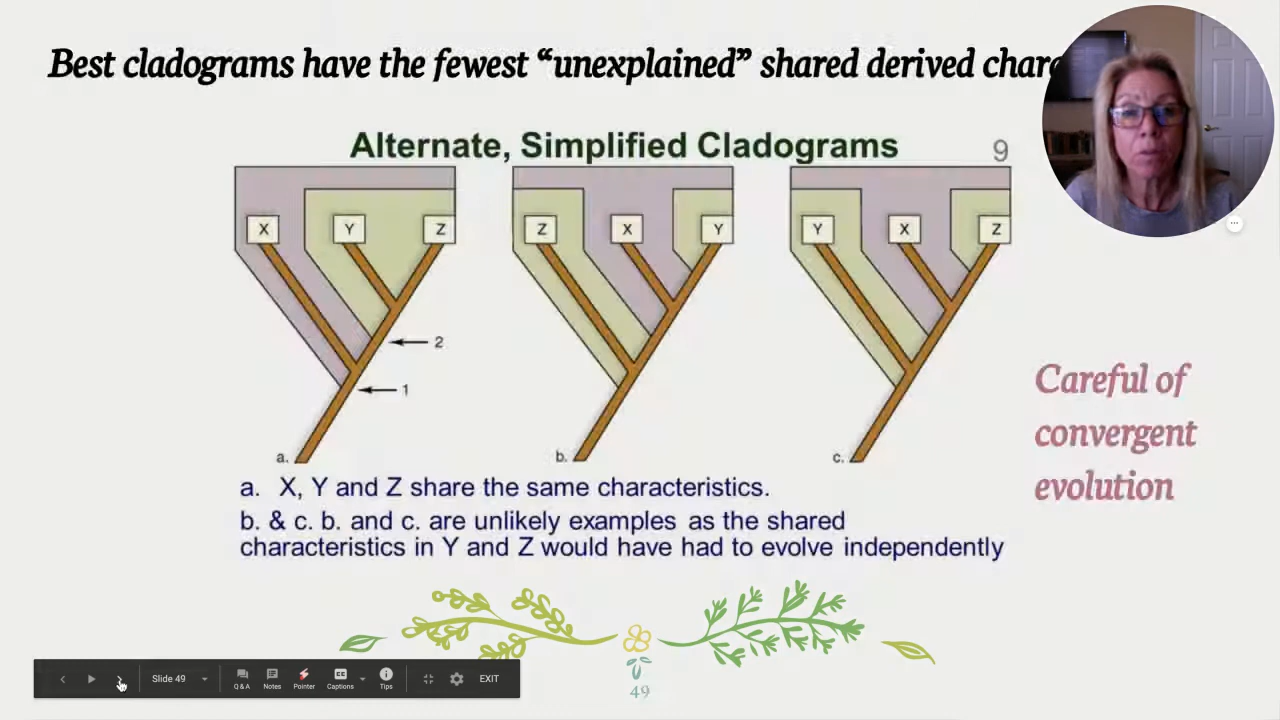 Best cladograms have the fewest “unexplained” shared derived
Alternate, Simplified Cladograms
9
X Y Z
Z X Y
Y X Z
2
1
a. b. c.
a. X, Y and Z share the same characteristics.
b. & c. b. and c. are unlikely examples as the shared
characteristics in Y and Z would have had to evolve independently
Careful of
convergent
evolution
Slide 49
Q & A Notes Pointer Captions Tips
CC
EXIT
49